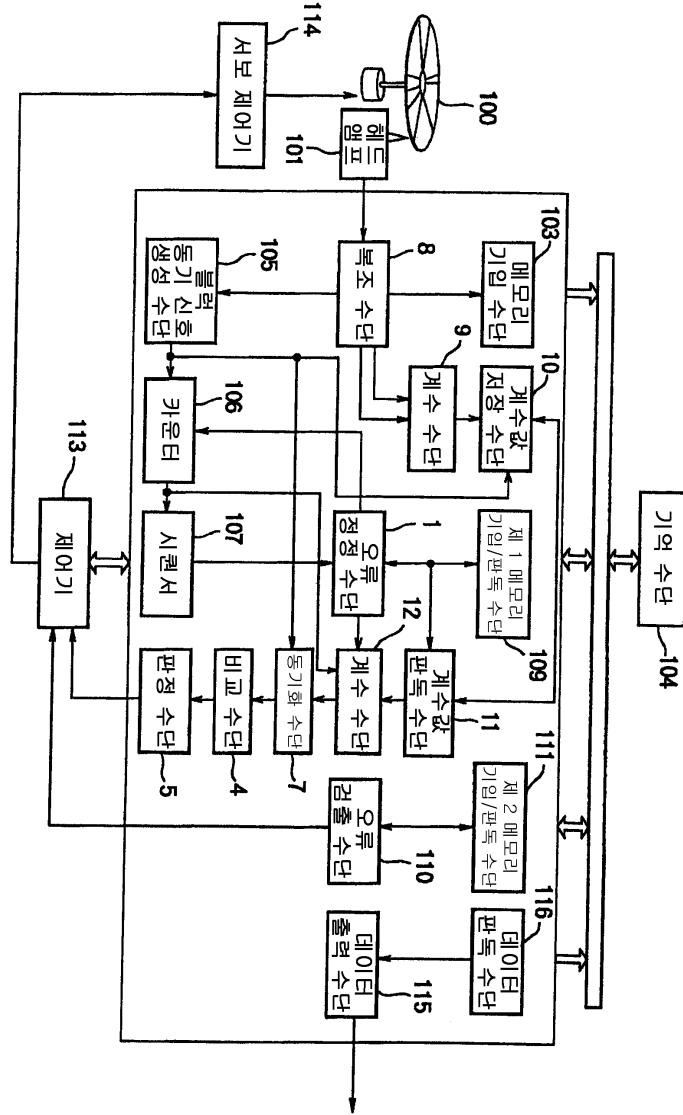 기억 수단
104
103
메모리
기입 수단
10
계수값
저장 수단
제 1 메모리
기입/판독 수단
109
111
제 2 메모리
기입/판독 수단
116
데이터
판독 수단
9
계수 수단
계수값
판독 수단
11
100
헤드
앰프
101
8
복조 수단
1
오류
정정 수단
12
계수 수단
오류
검출 수단
110
데이터
출력 수단
115
동기화 수단
7
비교 수단
4
114
서보 제어기
105
블럭
동기 신호
생성 수단
카운터
106
시퀀서
107
판정 수단
5
113
제어기